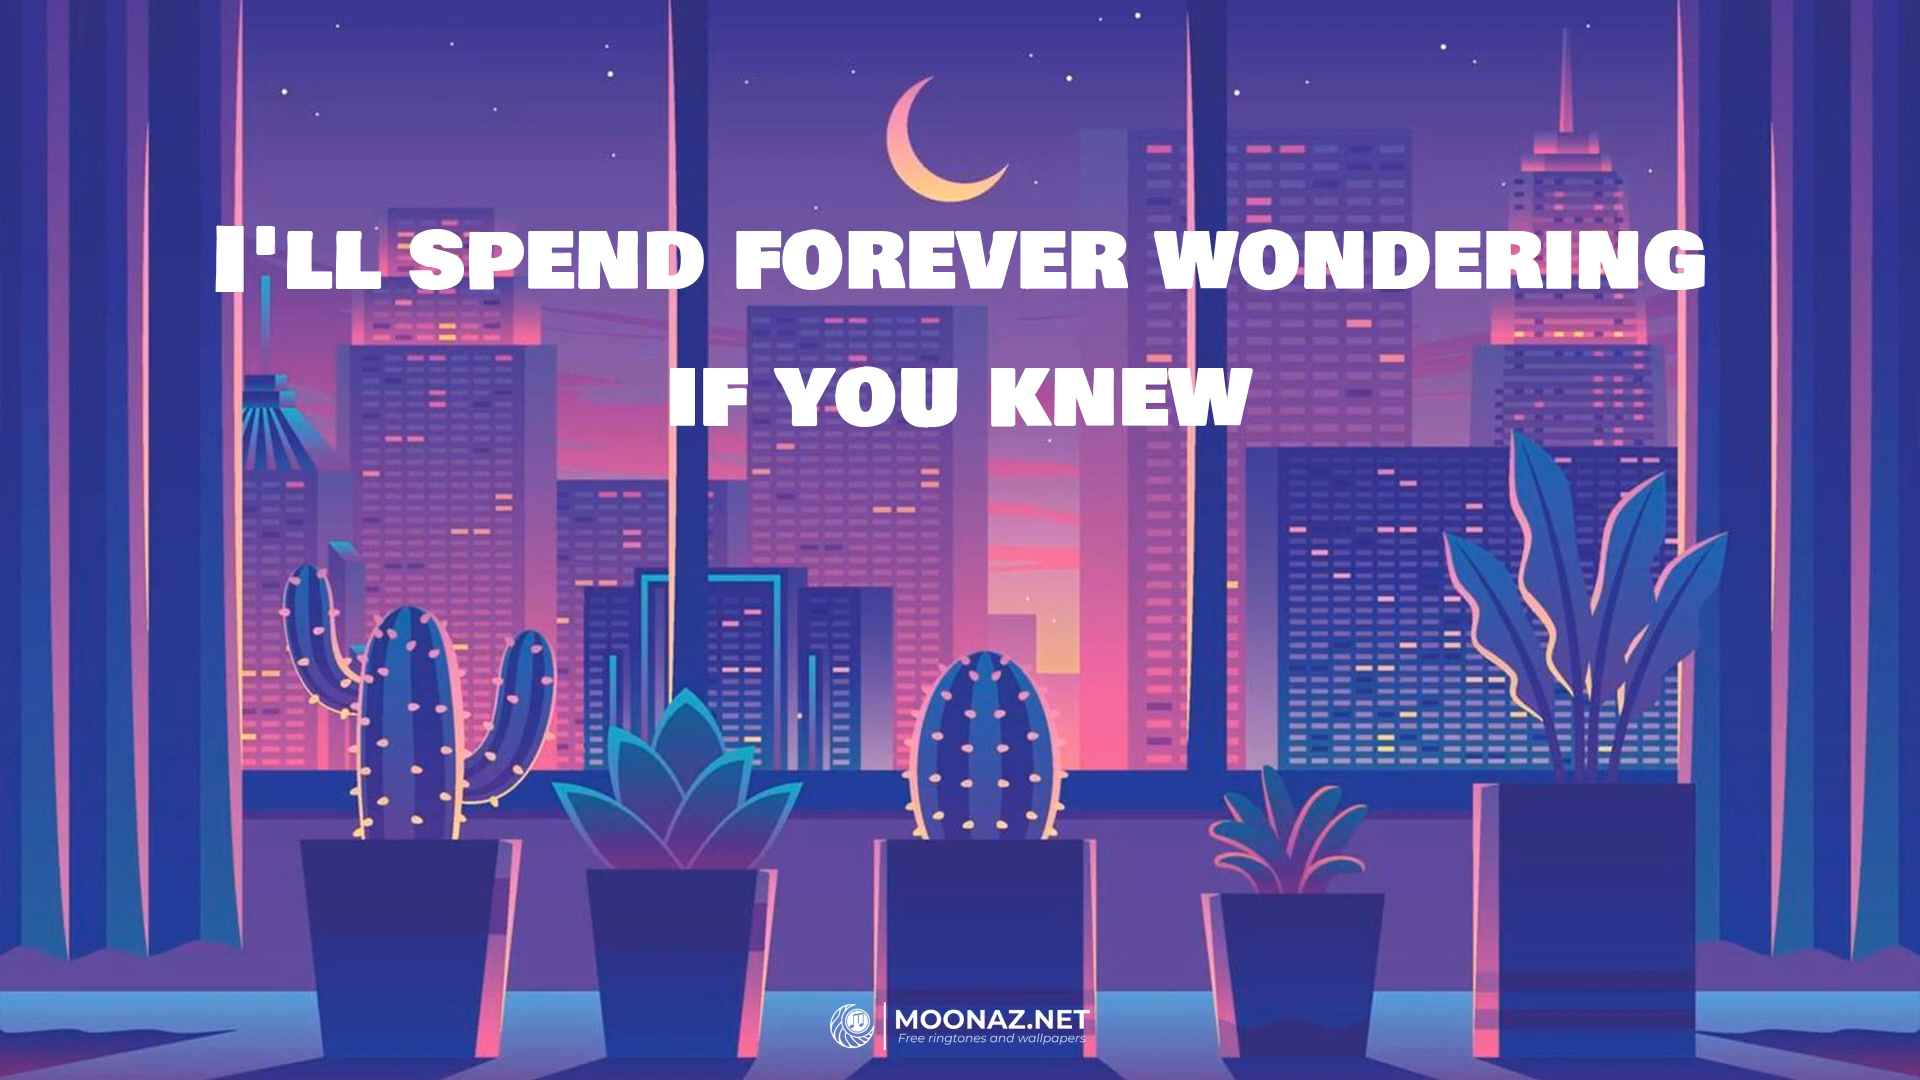 I'LL SPEND FOREVER WONDERING
IF YOU KNEW
MOONAZ.NET
Free ringtones and wallpapers